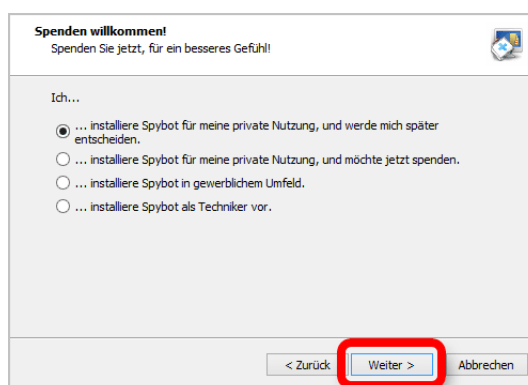 Spenden willkommen!
Spenden Sie jetzt, für ein besseres Gefühl!
Ich...
... installiere Spybot für meine private Nutzung, und werde mich später
entscheiden.
... installiere Spybot für meine private Nutzung, und möchte jetzt spenden.
... installiere Spybot in gewerblichem Umfeld.
... installiere Spybot als Techniker vor.
< Zurück
Weiter >
Abbrechen